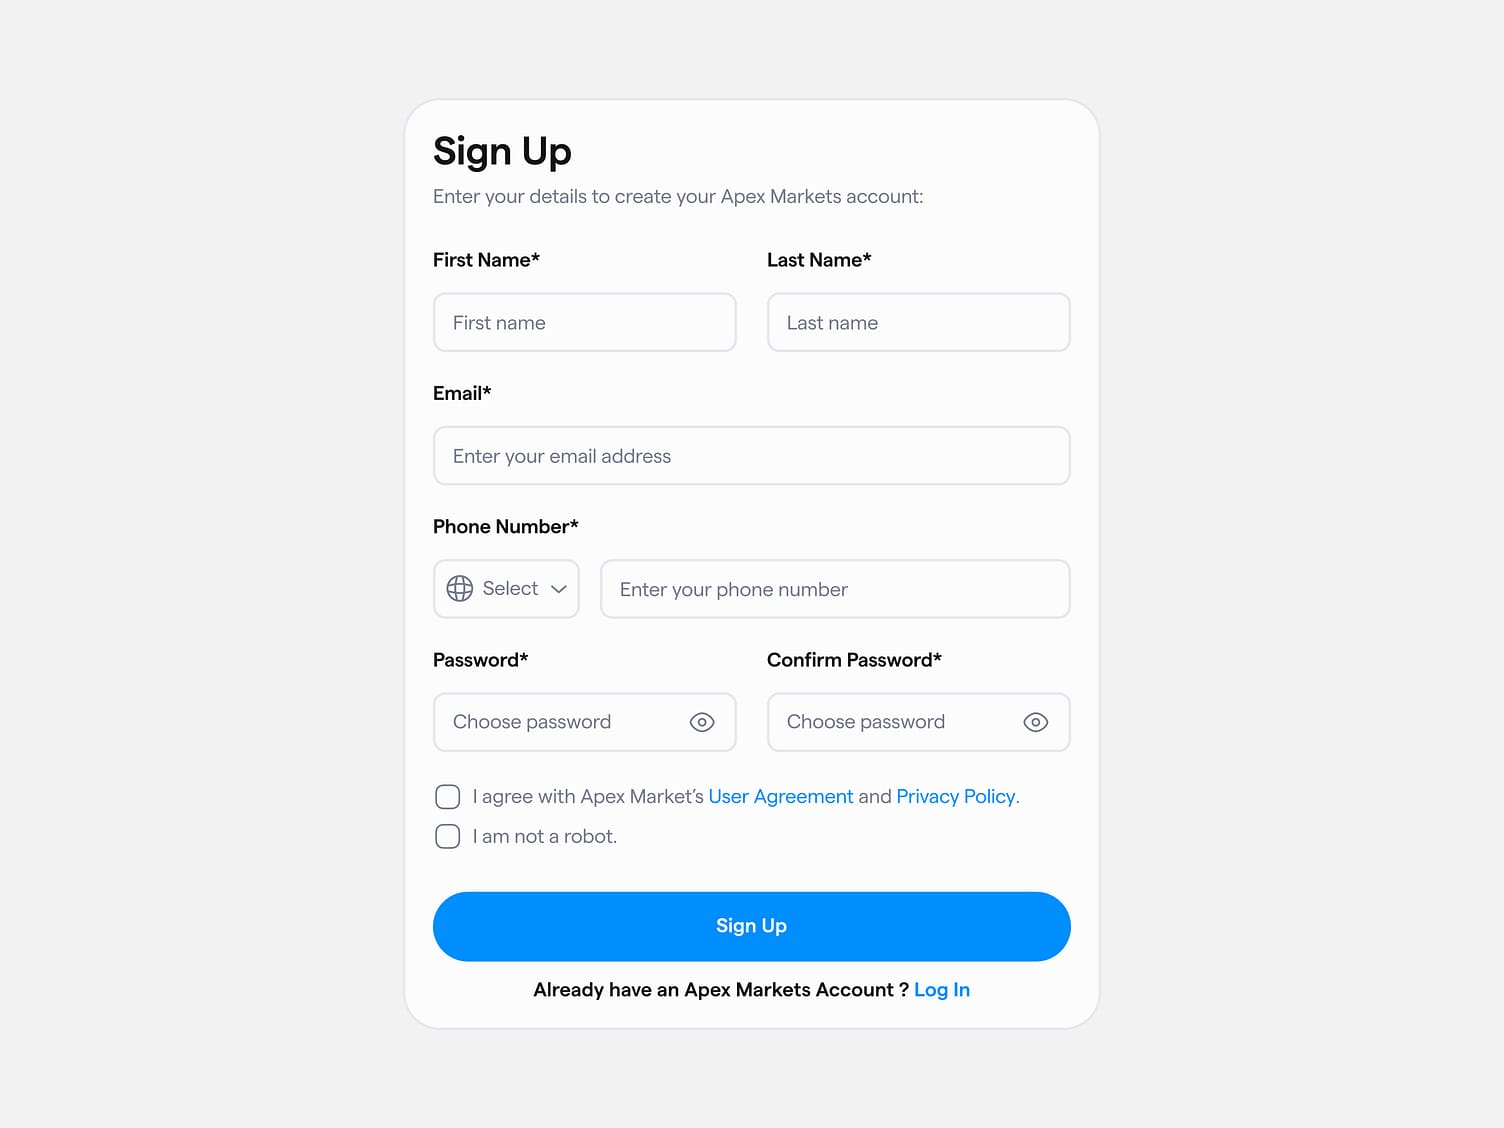 Sign Up
Enter your details to create your Apex Markets account:
First Name* Last Name*
First name Last name
Email*
Enter your email address
Phone Number*
Select Enter your phone number
Password* Confirm Password*
Choose password Choose password
I agree with Apex Market’s User Agreement and Privacy Policy.
I am not a robot.
Sign Up
Already have an Apex Markets Account ? Log In